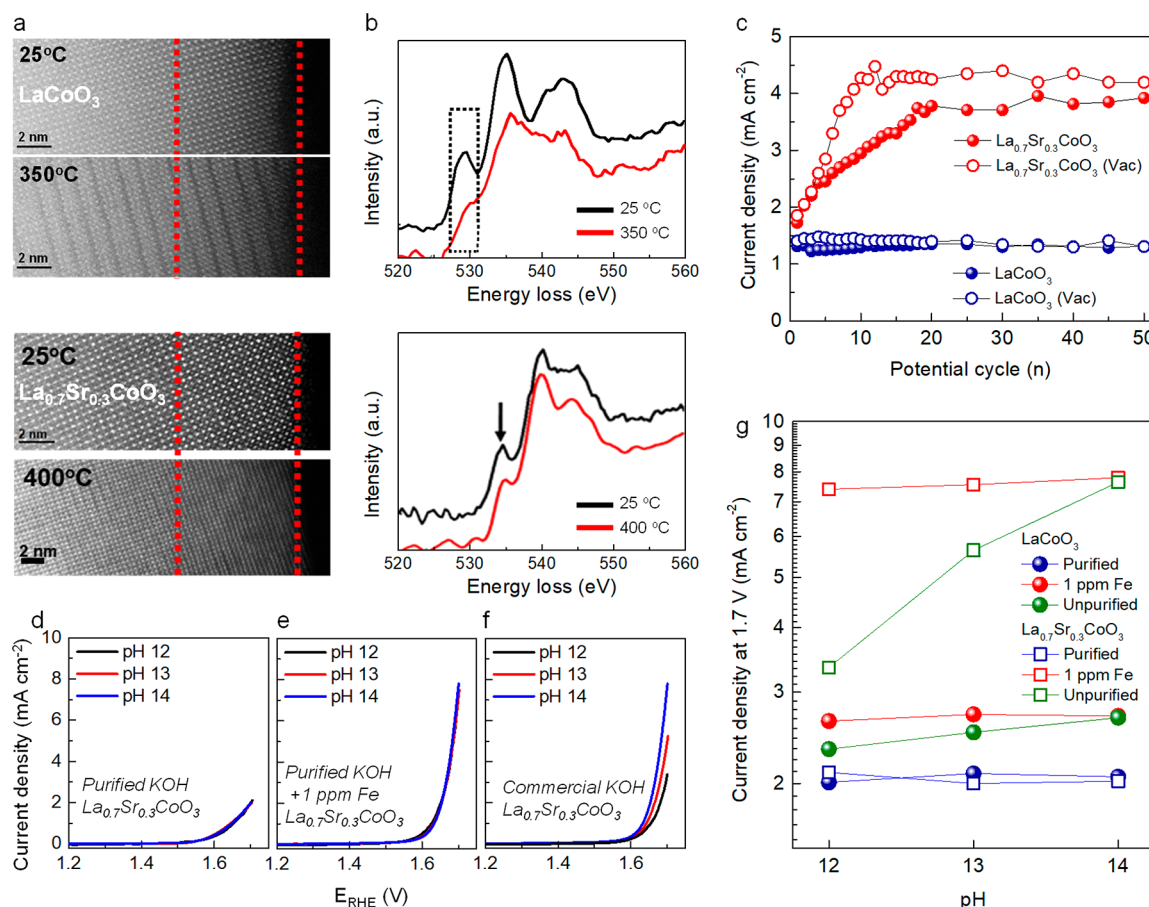 a
25°C
LaCoO₃
2 nm
350°C
2 nm
25°C
La₀.₇Sr₀.₃CoO₃
2 nm
400°C
2 nm
b
Intensity (a.u.)
25 °C
350 °C
520 530 540 550 560
Energy loss (eV)
Intensity (a.u.)
25 °C
400 °C
520 530 540 550 560
Energy loss (eV)
c
Current density (mA cm⁻²)
5
4
3
2
1
0
La₀.₇Sr₀.₃CoO₃
La₀.₇Sr₀.₃CoO₃ (Vac)
LaCoO₃
LaCoO₃ (Vac)
0 10 20 30 40 50
Potential cycle (n)
d
Current density (mA cm⁻²)
10
8
6
4
2
0
pH 12
pH 13
pH 14
Purified KOH
La₀.₇Sr₀.₃CoO₃
1.2 1.4 1.6
e
pH 12
pH 13
pH 14
Purified KOH
+1 ppm Fe
La₀.₇Sr₀.₃CoO₃
1.2 1.4 1.6
f
pH 12
pH 13
pH 14
Commercial KOH
La₀.₇Sr₀.₃CoO₃
1.2 1.4 1.6
E_RHE (V)
g
Current density at 1.7 V (mA cm⁻²)
10
9
8
7
6
5
4
3
2
LaCoO₃
Purified
1 ppm Fe
Unpurified
La₀.₇Sr₀.₃CoO₃
Purified
1 ppm Fe
Unpurified
12 13 14
pH